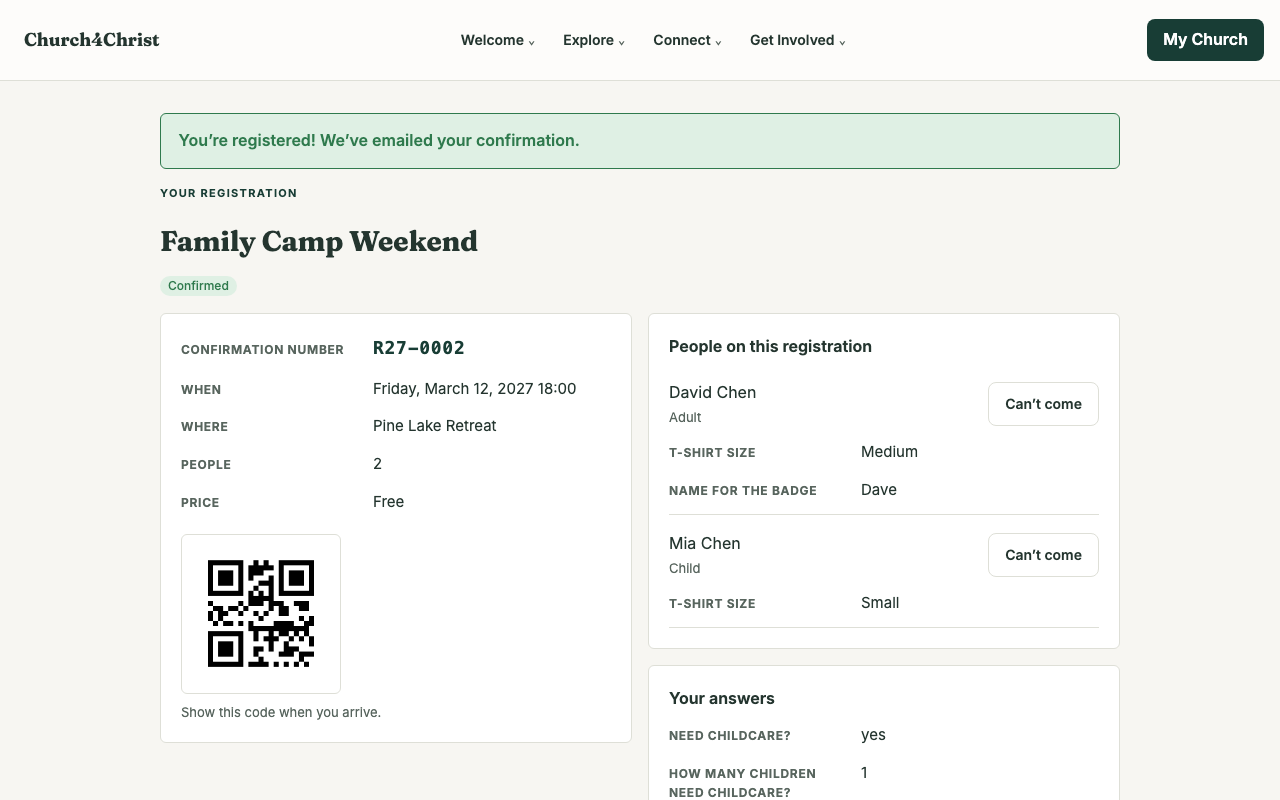 Church4Christ
Welcome
Explore
Connect
Get Involved
My Church
You’re registered! We’ve emailed your confirmation.
YOUR REGISTRATION
Family Camp Weekend
Confirmed
CONFIRMATION NUMBER R27–0002
WHEN Friday, March 12, 2027 18:00
WHERE Pine Lake Retreat
PEOPLE 2
PRICE Free
Show this code when you arrive.
People on this registration
David Chen
Adult
Can’t come
T-SHIRT SIZE Medium
NAME FOR THE BADGE Dave
Mia Chen
Child
Can’t come
T-SHIRT SIZE Small
Your answers
NEED CHILDCARE? yes
HOW MANY CHILDREN 1
NEED CHILDCARE?